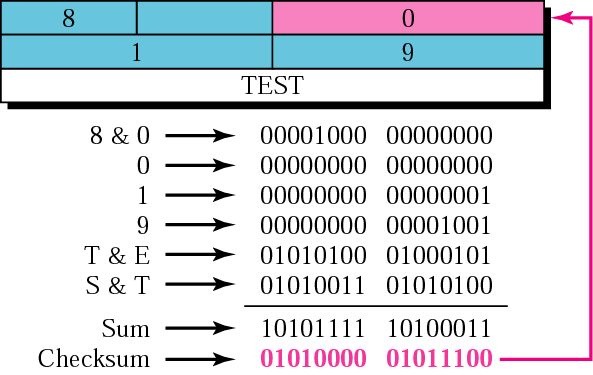 8 0
1 9
TEST
8 & 0 00001000 00000000
0 00000000 00000000
1 00000000 00000001
9 00000000 00001001
T & E 01010100 01000101
S & T 01010011 01010100
Sum 10101111 10100011
Checksum 01010000 01011100